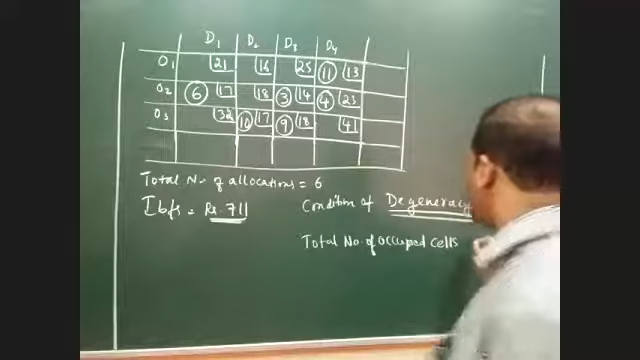 D1 D2 D3 D4
O1 21 16 25 11 13
O2 6 17 18 3 14 4 23
O3 32 10 17 9 18 41
Total No. of allocations = 6
Ibfs = Rs. 711
Condition of Degeneracy
Total No. of occupied cells